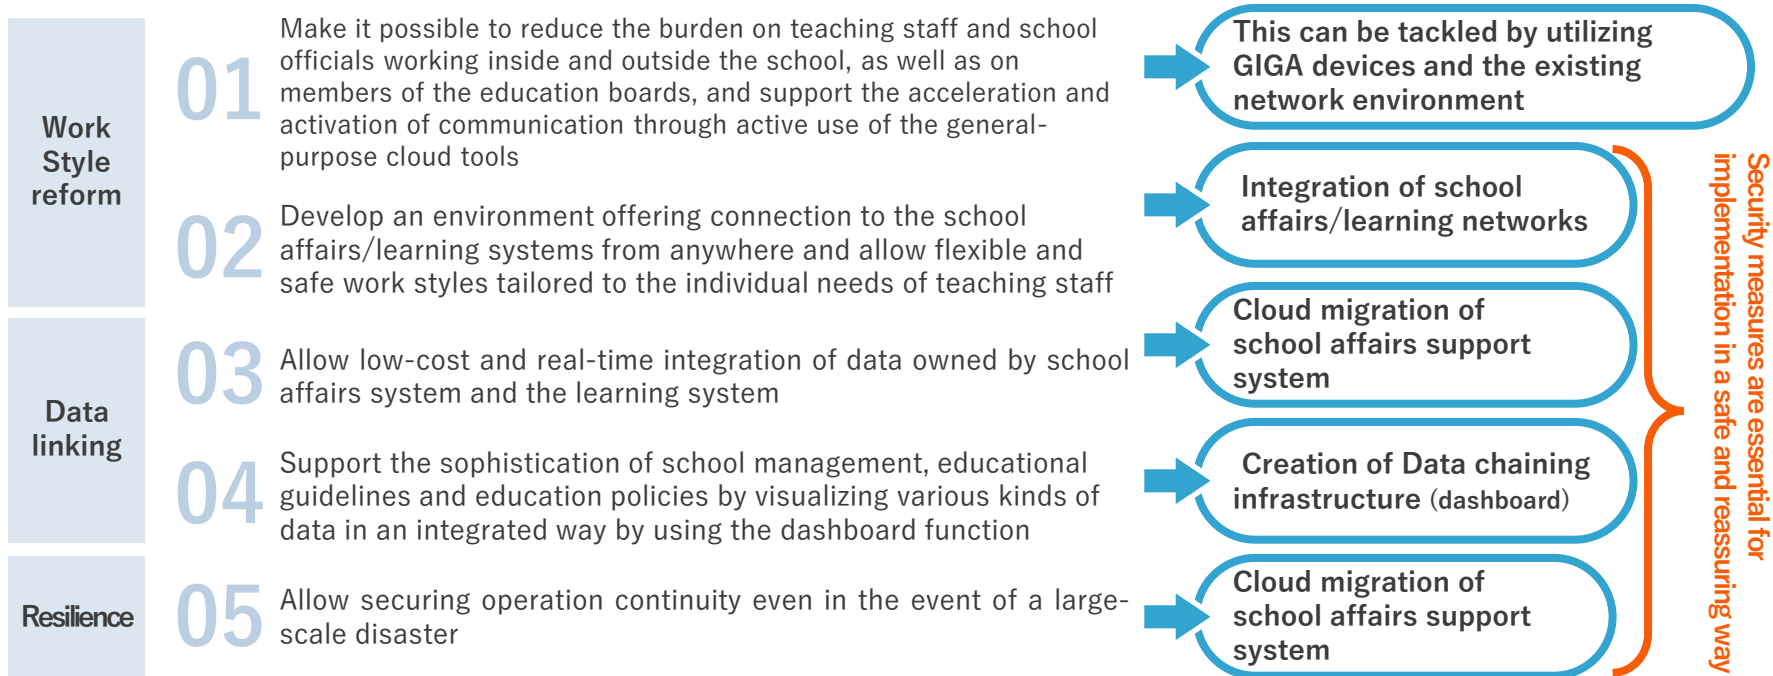 Work
Style
reform
01
Make it possible to reduce the burden on teaching staff and school
officials working inside and outside the school, as well as on
members of the education boards, and support the acceleration and
activation of communication through active use of the general-
purpose cloud tools
This can be tackled by utilizing
GIGA devices and the existing
network environment
02
Develop an environment offering connection to the school
affairs/learning systems from anywhere and allow flexible and
safe work styles tailored to the individual needs of teaching staff
Integration of school
affairs/learning networks
Data
linking
03
Allow low-cost and real-time integration of data owned by school
affairs system and the learning system
Cloud migration of
school affairs support
system
04
Support the sophistication of school management, educational
guidelines and education policies by visualizing various kinds of
data in an integrated way by using the dashboard function
Creation of Data chaining
infrastructure (dashboard)
Resilience
05
Allow securing operation continuity even in the event of a large-
scale disaster
Cloud migration of
school affairs support
system
Security measures are essential for
implementation in a safe and reassuring way